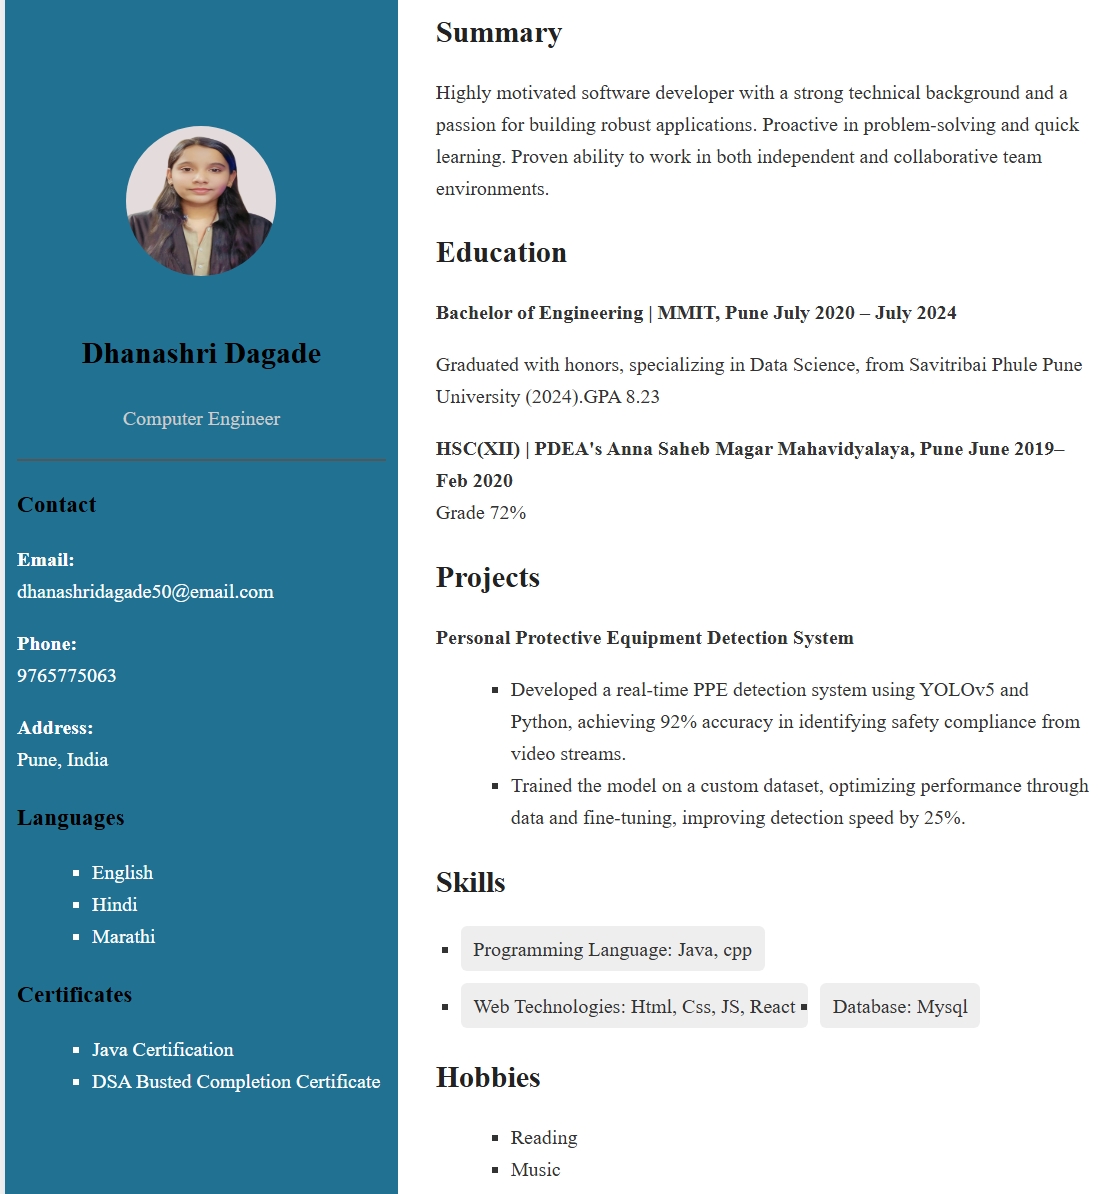 Dhanashri Dagade
Computer Engineer
Contact
Email:
dhanashridagade50@email.com
Phone:
9765775063
Address:
Pune, India
Languages
English
Hindi
Marathi
Certificates
Java Certification
DSA Busted Completion Certificate
Summary
Highly motivated software developer with a strong technical background and a
passion for building robust applications. Proactive in problem-solving and quick
learning. Proven ability to work in both independent and collaborative team
environments.
Education
Bachelor of Engineering | MMIT, Pune July 2020 – July 2024
Graduated with honors, specializing in Data Science, from Savitribai Phule Pune
University (2024).GPA 8.23
HSC(XII) | PDEA's Anna Saheb Magar Mahavidyalaya, Pune June 2019–
Feb 2020
Grade 72%
Projects
Personal Protective Equipment Detection System
Developed a real-time PPE detection system using YOLOv5 and
Python, achieving 92% accuracy in identifying safety compliance from
video streams.
Trained the model on a custom dataset, optimizing performance through
data and fine-tuning, improving detection speed by 25%.
Skills
Programming Language: Java, cpp
Web Technologies: Html, Css, JS, React
Database: Mysql
Hobbies
Reading
Music